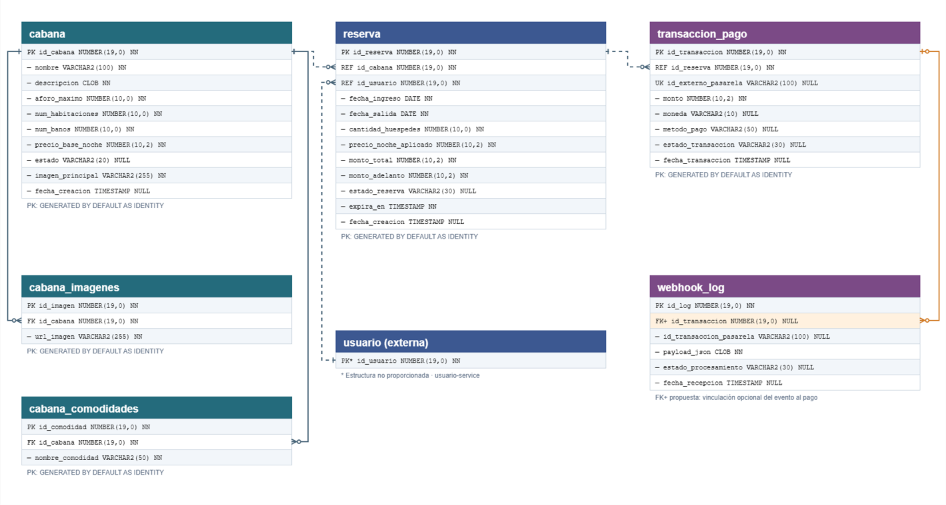 cabana
PK id_cabana NUMBER(19,0) NN
— nombre VARCHAR2(100) NN
— descripcion CLOB NN
— aforo_maximo NUMBER(10,0) NN
— num_habitaciones NUMBER(10,0) NN
— num_banos NUMBER(10,0) NN
— precio_base_noche NUMBER(10,2) NN
— estado VARCHAR2(20) NULL
— imagen_principal VARCHAR2(255) NN
— fecha_creacion TIMESTAMP NULL
PK: GENERATED BY DEFAULT AS IDENTITY
reserva
PK id_reserva NUMBER(19,0) NN
REF id_cabana NUMBER(19,0) NN
REF id_usuario NUMBER(19,0) NN
— fecha_ingreso DATE NN
— fecha_salida DATE NN
— cantidad_huespedes NUMBER(10,0) NN
— precio_noche_aplicado NUMBER(10,2) NN
— monto_total NUMBER(10,2) NN
— monto_adelanto NUMBER(10,2) NN
— estado_reserva VARCHAR2(30) NULL
— expira_en TIMESTAMP NN
— fecha_creacion TIMESTAMP NULL
PK: GENERATED BY DEFAULT AS IDENTITY
transaccion_pago
PK id_transaccion NUMBER(19,0) NN
REF id_reserva NUMBER(19,0) NN
UK id_externo_pasarela VARCHAR2(100) NULL
— monto NUMBER(10,2) NN
— moneda VARCHAR2(10) NULL
— metodo_pago VARCHAR2(50) NULL
— estado_transaccion VARCHAR2(30) NULL
— fecha_transaccion TIMESTAMP NULL
PK: GENERATED BY DEFAULT AS IDENTITY
cabana_imagenes
PK id_imagen NUMBER(19,0) NN
FK id_cabana NUMBER(19,0) NN
— url_imagen VARCHAR2(255) NN
PK: GENERATED BY DEFAULT AS IDENTITY
usuario (externa)
PK* id_usuario NUMBER(19,0) NN
* Estructura no proporcionada · usuario-service
webhook_log
PK id_log NUMBER(19,0) NN
FK+ id_transaccion NUMBER(19,0) NULL
— id_transaccion_pasarela VARCHAR2(100) NULL
— payload_json CLOB NN
— estado_procesamiento VARCHAR2(30) NULL
— fecha_recepcion TIMESTAMP NULL
FK+ propuesta: vinculación opcional del evento al pago
cabana_comodidades
PK id_comodidad NUMBER(19,0) NN
FK id_cabana NUMBER(19,0) NN
— nombre_comodidad VARCHAR2(50) NN
PK: GENERATED BY DEFAULT AS IDENTITY